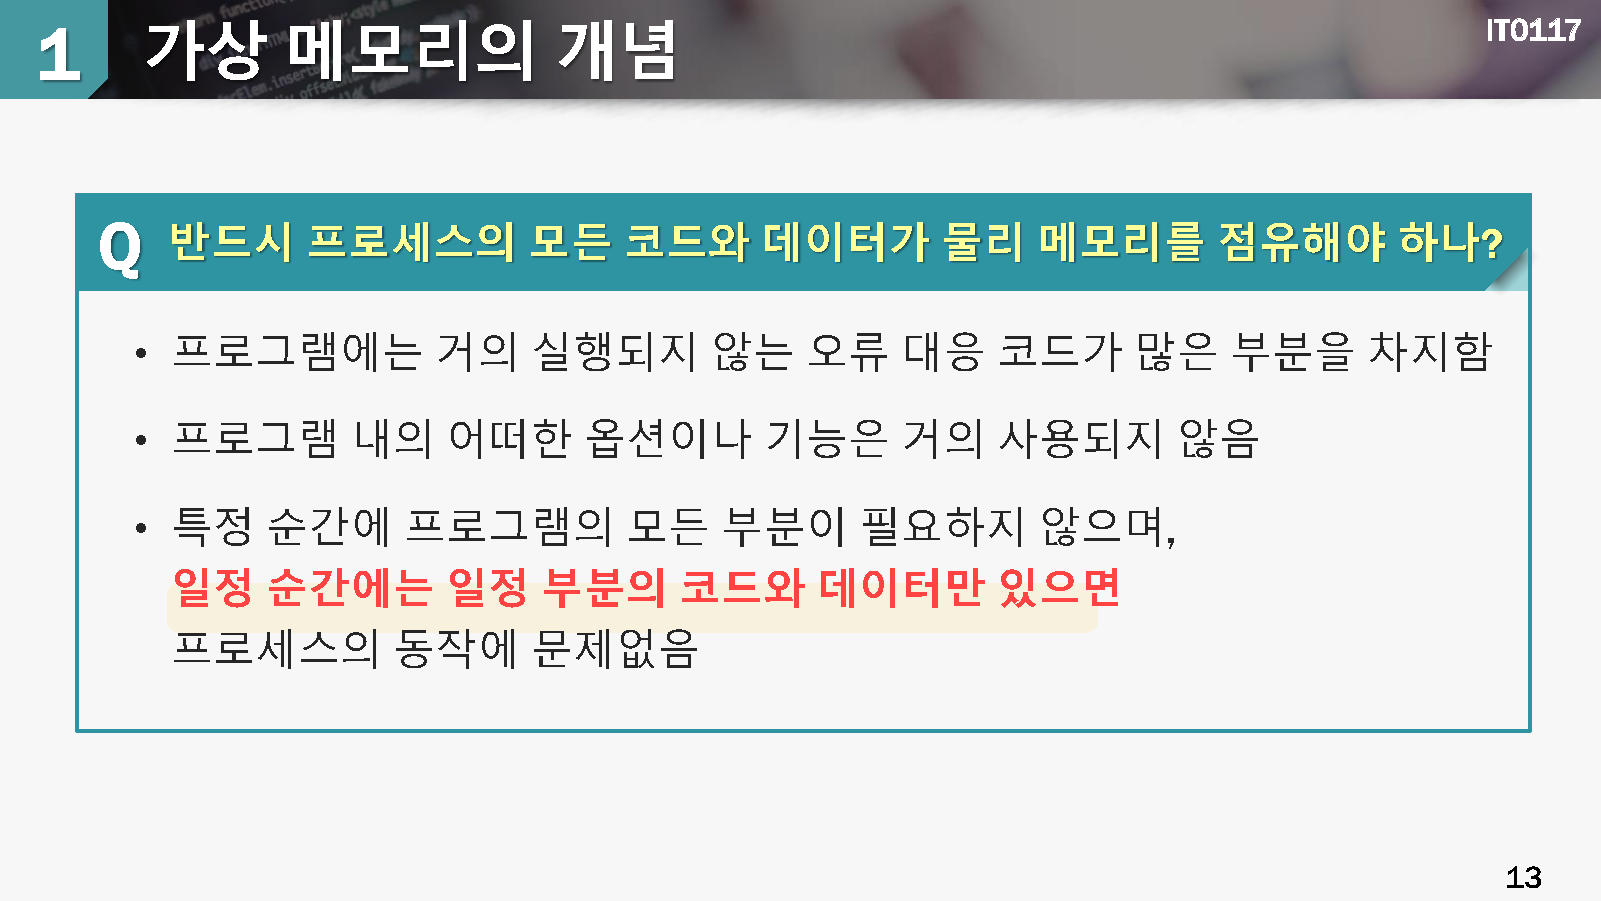 1 가상 메모리의 개념
IT0117
Q 반드시 프로세스의 모든 코드와 데이터가 물리 메모리를 점유해야 하나?
• 프로그램에는 거의 실행되지 않는 오류 대응 코드가 많은 부분을 차지함
• 프로그램 내의 어떠한 옵션이나 기능은 거의 사용되지 않음
• 특정 순간에 프로그램의 모든 부분이 필요하지 않으며,
일정 순간에는 일정 부분의 코드와 데이터만 있으면
프로세스의 동작에 문제없음
13